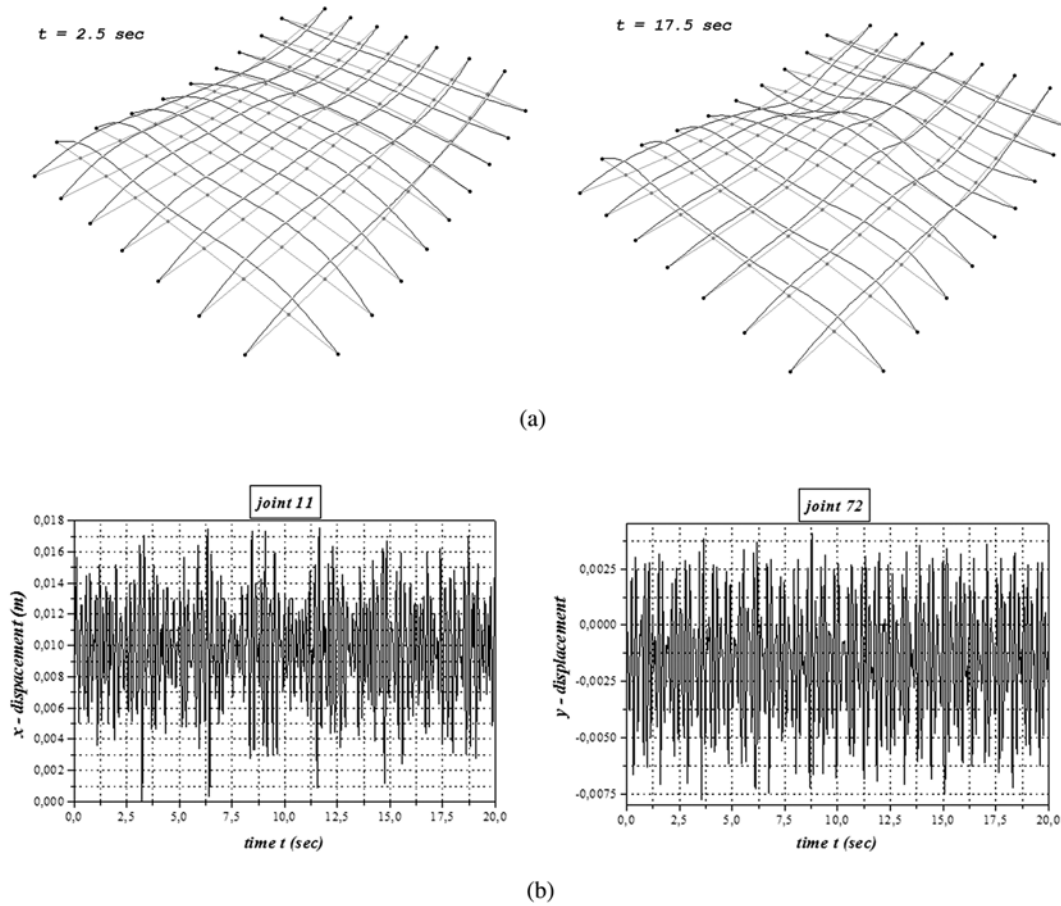 t = 2.5 sec
t = 17.5 sec
(a)
joint 11
0,018
0,016
0,014
0,012
0,010
0,008
0,006
0,004
0,002
0,000
x - dispacement (m)
0,0 2,5 5,0 7,5 10,0 12,5 15,0 17,5 20,0
time t (sec)
joint 72
0,0025
0,0000
-0,0025
-0,0050
-0,0075
y - displacement
0,0 2,5 5,0 7,5 10,0 12,5 15,0 17,5 20,0
time t (sec)
(b)